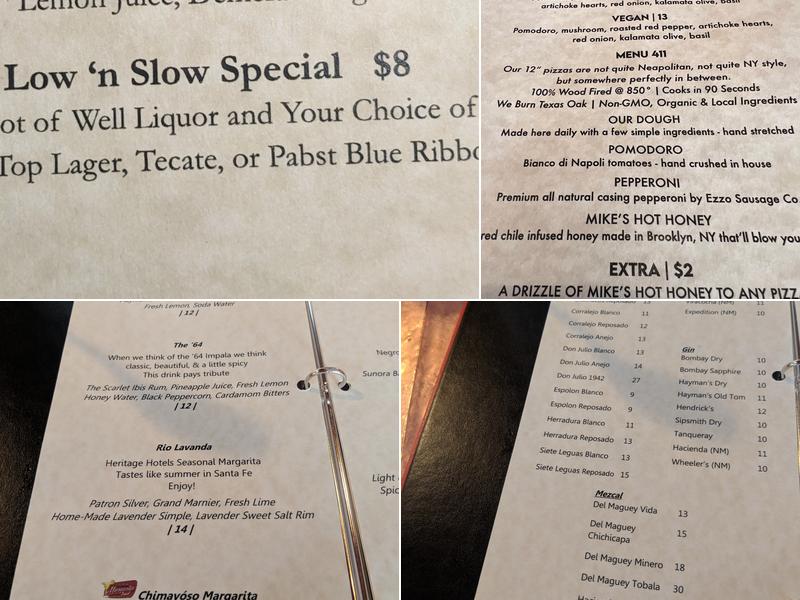 Lemon Juice,
Low 'n Slow Special $8
ot of Well Liquor and Your Choice of
Top Lager, Tecate, or Pabst Blue Ribbo
artichoke hearts, red onion, kalamata olive, basil
VEGAN | 13
Pomodoro, mushroom, roasted red pepper, artichoke hearts,
red onion, kalamata olive, basil
MENU 411
Our 12" pizzas are not quite Neapolitan, not quite NY style,
but somewhere perfectly in between.
100% Wood Fired @ 850° | Cooks in 90 Seconds
We Burn Texas Oak | Non-GMO, Organic & Local Ingredients
OUR DOUGH
Made here daily with a few simple ingredients - hand stretched
POMODORO
Bianco di Napoli tomatoes - hand crushed in house
PEPPERONI
Premium all natural casing pepperoni by Ezzo Sausage Co
MIKE'S HOT HONEY
red chile infused honey made in Brooklyn, NY that'll blow you
EXTRA | $2
A DRIZZLE OF MIKE'S HOT HONEY TO ANY PIZZ
Fresh Lemon, Soda Water
| 12 |
The '64
When we think of the '64 Impala we think
classic, beautiful, & a little spicy
This drink pays tribute
The Scarlet Ibis Rum, Pineapple Juice, Fresh Lemon
Honey Water, Black Peppercorn, Cardamom Bitters
| 12 |
Rio Lavanda
Heritage Hotels Seasonal Margarita
Tastes like summer in Santa Fe
Enjoy!
Patron Silver, Grand Marnier, Fresh Lime
Home-Made Lavender Simple, Lavender Sweet Salt Rim
| 14 |
Chimayóso Margarita
Negro
Sunora Ba
Light
Spic
Corralejo Blanco 11
Corralejo Reposado 12
Corralejo Anejo 13
Don Julio Blanco 13
Don Julio Anejo 14
Don Julio 1942 27
Espolon Blanco 9
Espolon Reposado 9
Herradura Blanco 11
Herradura Reposado 13
Siete Leguas Blanco 13
Siete Leguas Reposado 15
Expedition (NM) 10
Gin
Bombay Dry 10
Bombay Sapphire 10
Hayman's Dry 10
Hayman's Old Tom 11
Hendrick's 12
Sipsmith Dry 10
Tanqueray 10
Hacienda (NM) 11
Wheeler's (NM) 10
Mezcal
Del Maguey Vida 13
Del Maguey
Chichicapa 15
Del Maguey Minero 18
Del Maguey Tobala 30